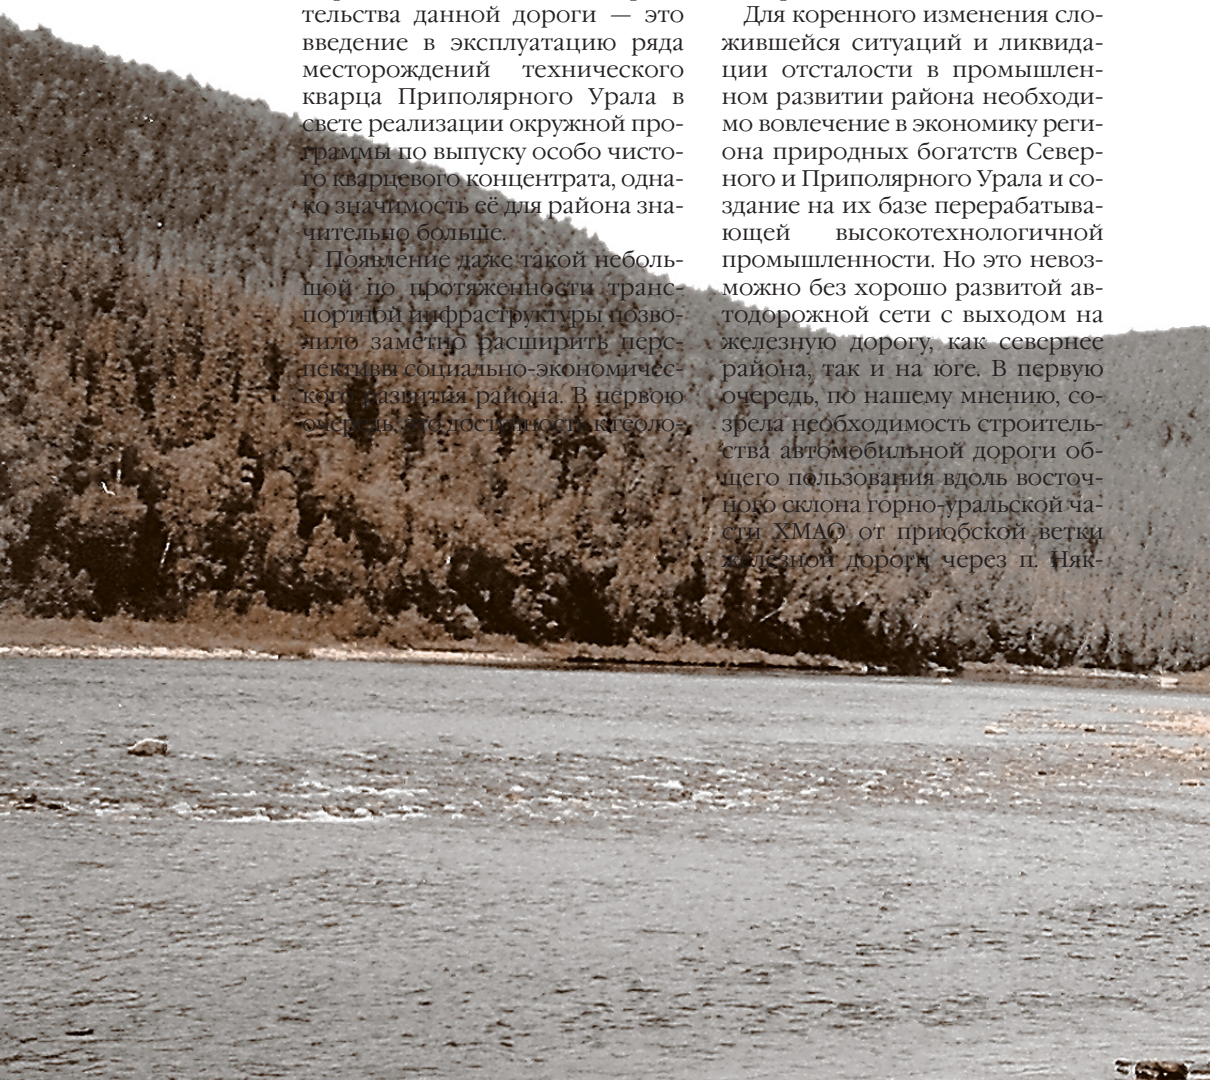 тельства данной дороги — это
введение в эксплуатацию ряда
месторождений технического
кварца Приполярного Урала в
свете реализации окружной про-
граммы по выпуску особо чисто-
го кварцевого концентрата, одна-
ко значимость её для района зна-
чительно больше.
Появление даже такой неболь-
шой по протяженности транс-
портной инфраструктуры позво-
лило заметно расширить перс-
пективы социально-экономичес-
кого развития района. В первою
очередь, это доступность к геоло-
Для коренного изменения сло-
жившейся ситуаций и ликвида-
ции отсталости в промышлен-
ном развитии района необходи-
мо вовлечение в экономику реги-
она природных богатств Север-
ного и Приполярного Урала и со-
здание на их базе перерабатыва-
ющей высокотехнологичной
промышленности. Но это невоз-
можно без хорошо развитой ав-
тодорожной сети с выходом на
железную дорогу, как севернее
района, так и на юге. В первую
очередь, по нашему мнению, со-
зрела необходимость строитель-
ства автомобильной дороги об-
щего пользования вдоль восточ-
ного склона горно-уральской ча-
сти ХМАО от приобской ветки
железной дороги через п. Няк-